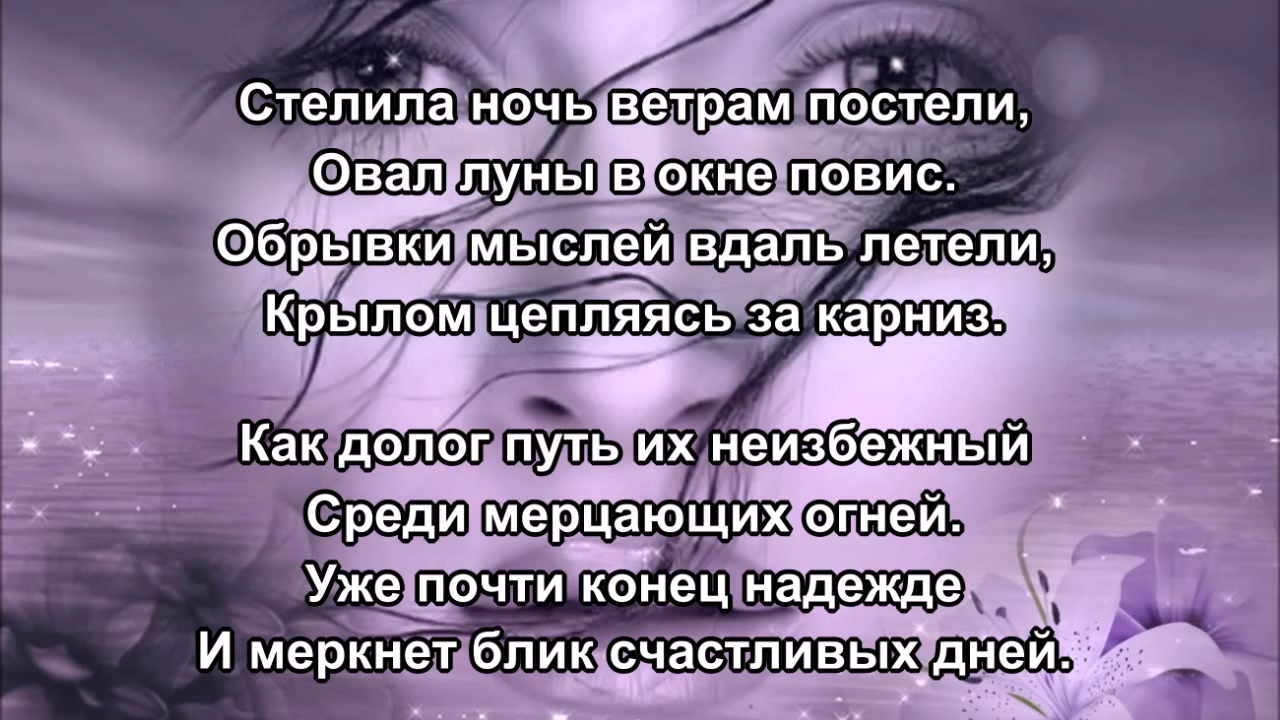 Стелила ночь ветрам постели,
Овал луны в окне повис.
Обрывки мыслей вдаль летели,
Крылом цепляясь за карниз.
Как долог путь их неизбежный
Среди мерцающих огней.
Уже почти конец надежде
И меркнет блик счастливых дней.